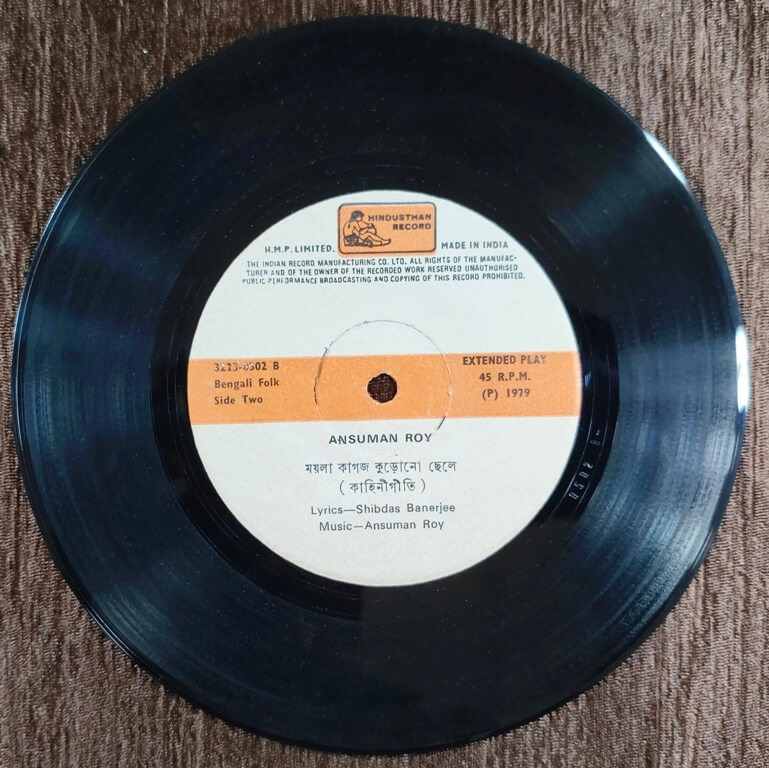 HINDUSTHAN
RECORD
H.M.P. LIMITED. MADE IN INDIA
THE INDIAN RECORD MANUFACTURING CO. LTD. ALL RIGHTS OF THE MANUFAC-
TURER AND OF THE OWNER OF THE RECORDED WORK RESERVED UNAUTHORISED
PUBLIC PERFORMANCE BROADCASTING AND COPYING OF THIS RECORD PROHIBITED.
3223-0502 B
Bengali Folk
Side Two
EXTENDED PLAY
45 R.P.M.
(P) 1979
ANSUMAN ROY
ময়লা কাগজ কুড়োনো ছেলে
( কাহিনীগীতি )
Lyrics—Shibdas Banerjee
Music—Ansuman Roy